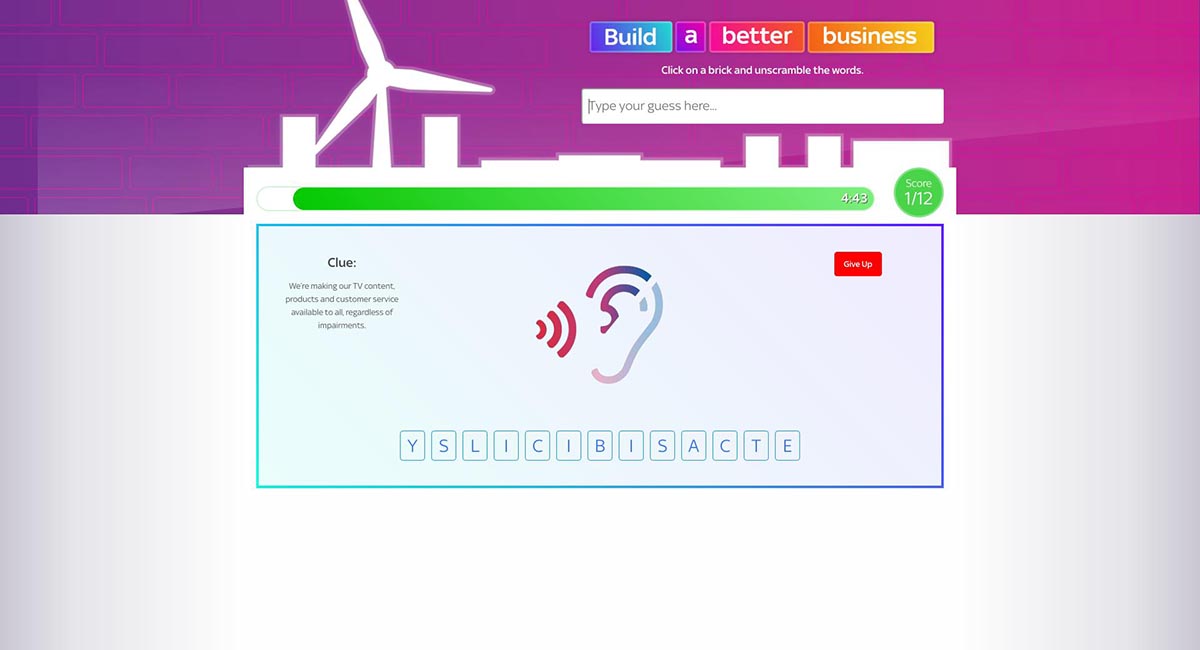 Build a better business
Click on a brick and unscramble the words.
Type your guess here...
4:43
Score
1/12
Clue:
We're making our TV content,
products and customer service
available to all, regardless of
impairments.
Give Up
Y S L I C I B I S A C T E